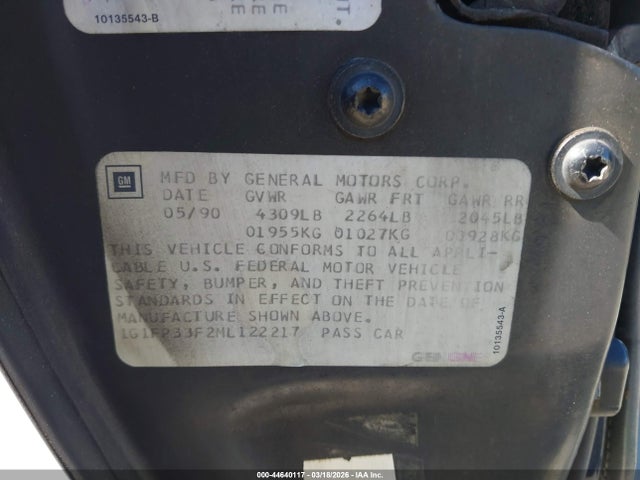 10135543-B
GM
MFD BY GENERAL MOTORS CORP.
DATE GVWR GAWR FRT GAWR RR
05/90 4309LB 2264LB 2045LB
01955KG 01027KG 00928KG
THIS VEHICLE CONFORMS TO ALL APPLI-
CABLE U.S. FEDERAL MOTOR VEHICLE
SAFETY, BUMPER, AND THEFT PREVENTION
STANDARDS IN EFFECT ON THE DATE OF
MANUFACTURE SHOWN ABOVE.
1G1FP33F2ML122217 PASS CAR
10135543-A
000-44640117 - 03/18/2026 - COPYRIGHT IAA